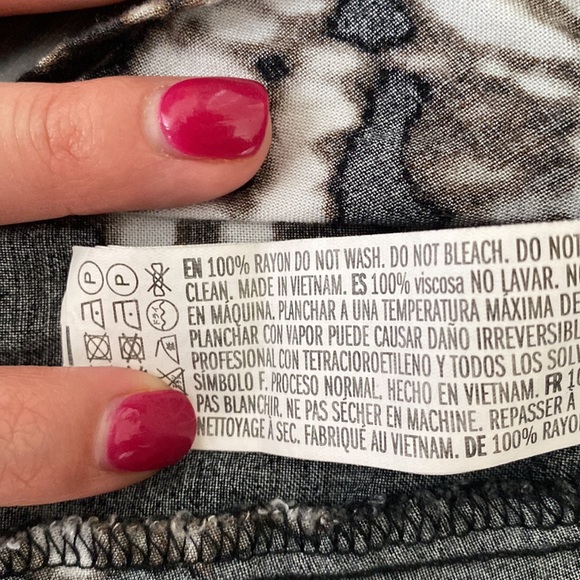 EN 100% RAYON DO NOT WASH. DO NOT BLEACH. DO NOT
CLEAN. MADE IN VIETNAM. ES 100% viscosa NO LAVAR.
EN MÁQUINA. PLANCHAR A UNA TEMPERATURA MÁXIMA DE
PLANCHAR CON VAPOR PUEDE CAUSAR DAÑO IRREVERSIBL
PROFESIONAL CON TETRACIOROETILENO Y TODOS LOS SOL
SÍMBOLO F. PROCESO NORMAL. HECHO EN VIETNAM. FR
PAS BLANCHIR. NE PAS SÉCHER EN MACHINE. REPASSER À
NETTOYAGE À SEC. FABRIQUÉ AU VIETNAM. DE 100% RAYO
P P